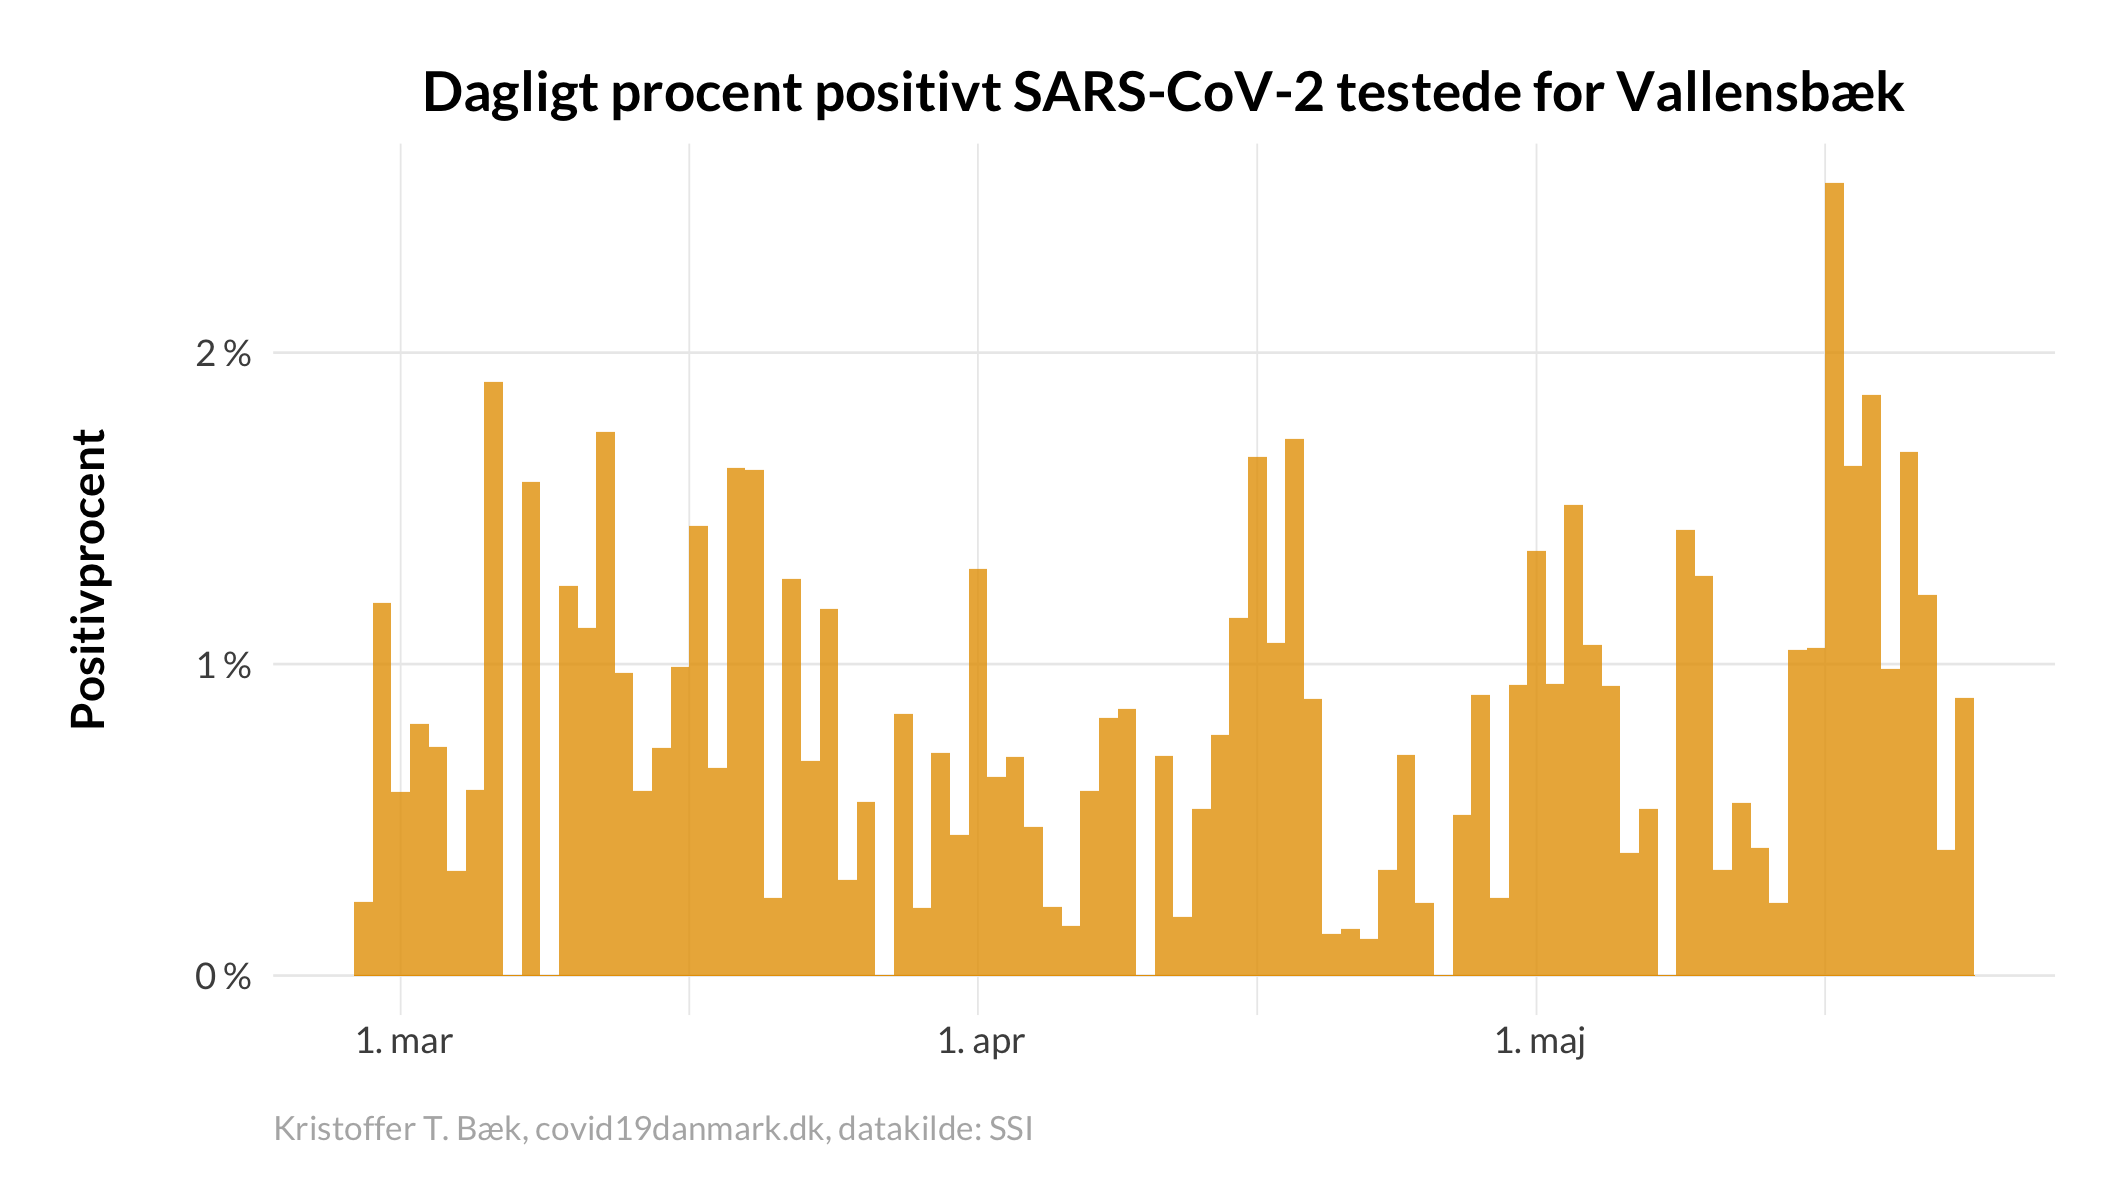 Dagligt procent positivt SARS-CoV-2 testede for Vallensbæk
Positivprocent
2 %
1 %
0 %
1. mar
1. apr
1. maj
Kristoffer T. Bæk, covid19danmark.dk, datakilde: SSI